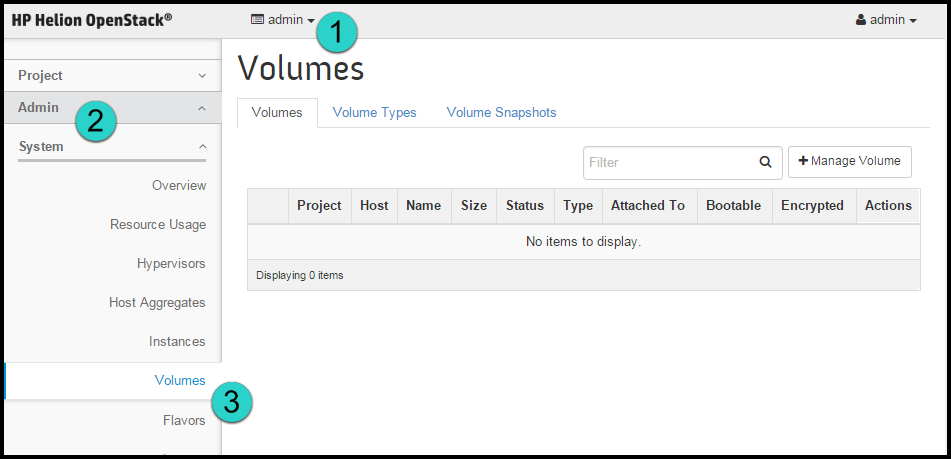 HP Helion OpenStack® admin 1 admin
Project
Admin
2
System
Overview
Resource Usage
Hypervisors
Host Aggregates
Instances
Volumes
3
Flavors
Volumes
Volumes Volume Types Volume Snapshots
Filter + Manage Volume
Project Host Name Size Status Type Attached To Bootable Encrypted Actions
No items to display.
Displaying 0 items